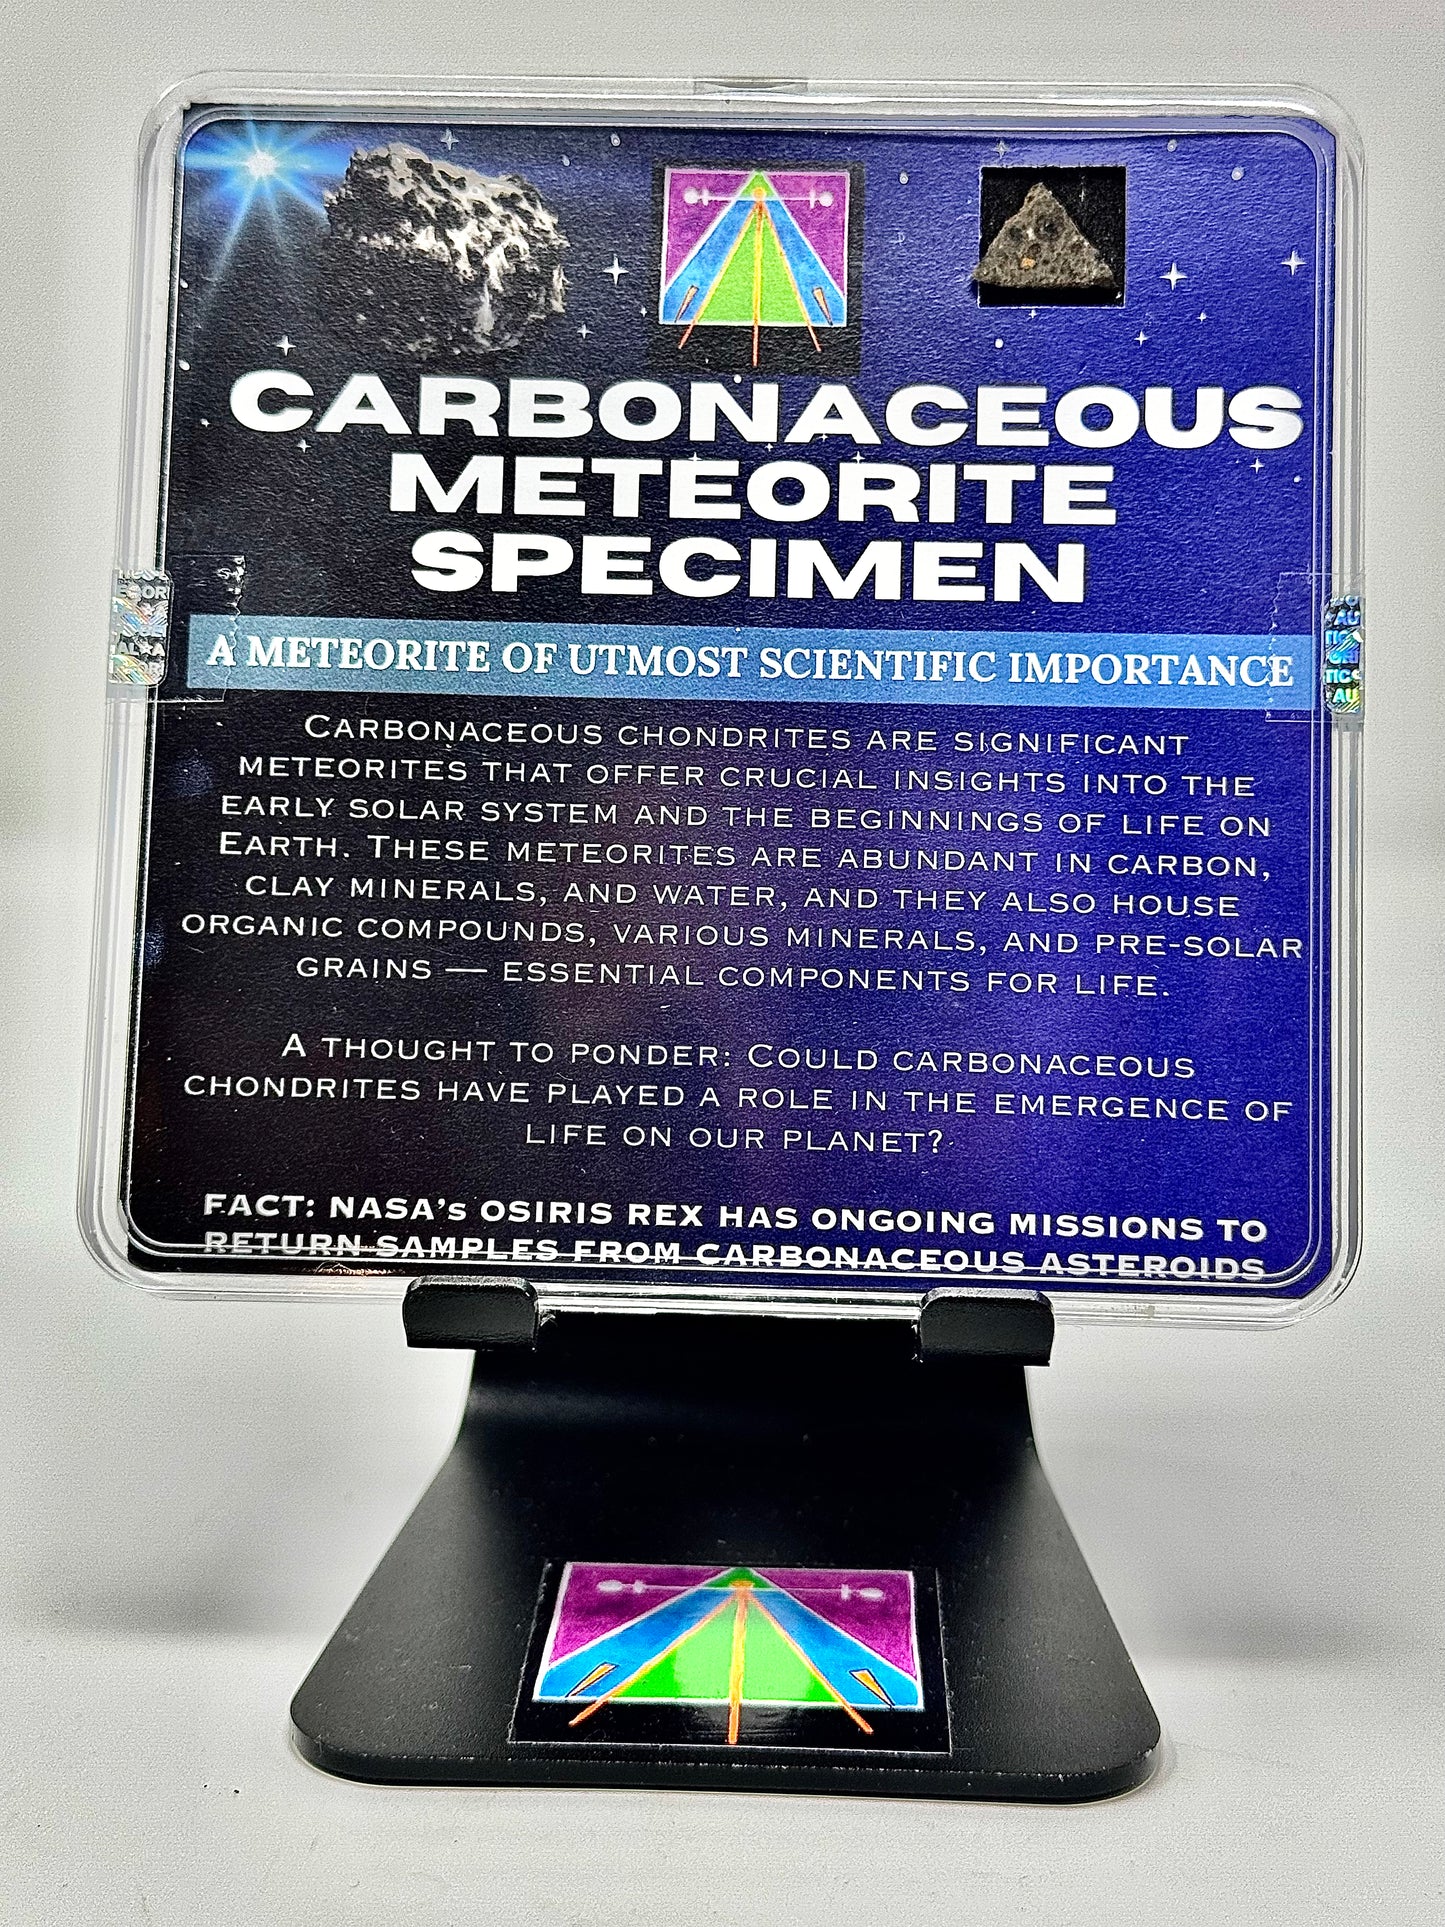 CARBONACEOUS
METEORITE
SPECIMEN
A METEORITE OF UTMOST SCIENTIFIC IMPORTANCE
CARBONACEOUS CHONDRITES ARE SIGNIFICANT
METEORITES THAT OFFER CRUCIAL INSIGHTS INTO THE
EARLY SOLAR SYSTEM AND THE BEGINNINGS OF LIFE ON
EARTH. THESE METEORITES ARE ABUNDANT IN CARBON,
CLAY MINERALS, AND WATER, AND THEY ALSO HOUSE
ORGANIC COMPOUNDS, VARIOUS MINERALS, AND PRE-SOLAR
GRAINS — ESSENTIAL COMPONENTS FOR LIFE.
A THOUGHT TO PONDER: COULD CARBONACEOUS
CHONDRITES HAVE PLAYED A ROLE IN THE EMERGENCE OF
LIFE ON OUR PLANET?
FACT: NASA's OSIRIS REX HAS ONGOING MISSIONS TO
RETURN SAMPLES FROM CARBONACEOUS ASTEROIDS